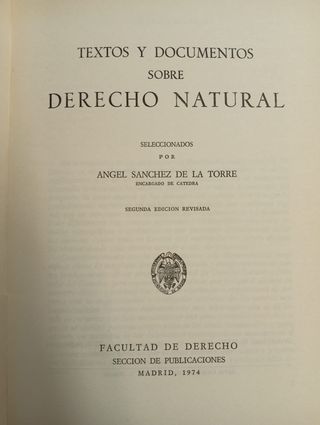 TEXTOS Y DOCUMENTOS
SOBRE
DERECHO NATURAL
SELECCIONADOS
POR
ANGEL SANCHEZ DE LA TORRE
ENCARGADO DE CATEDRA
SEGUNDA EDICION REVISADA
FACULTAD DE DERECHO
SECCION DE PUBLICACIONES
MADRID, 1974